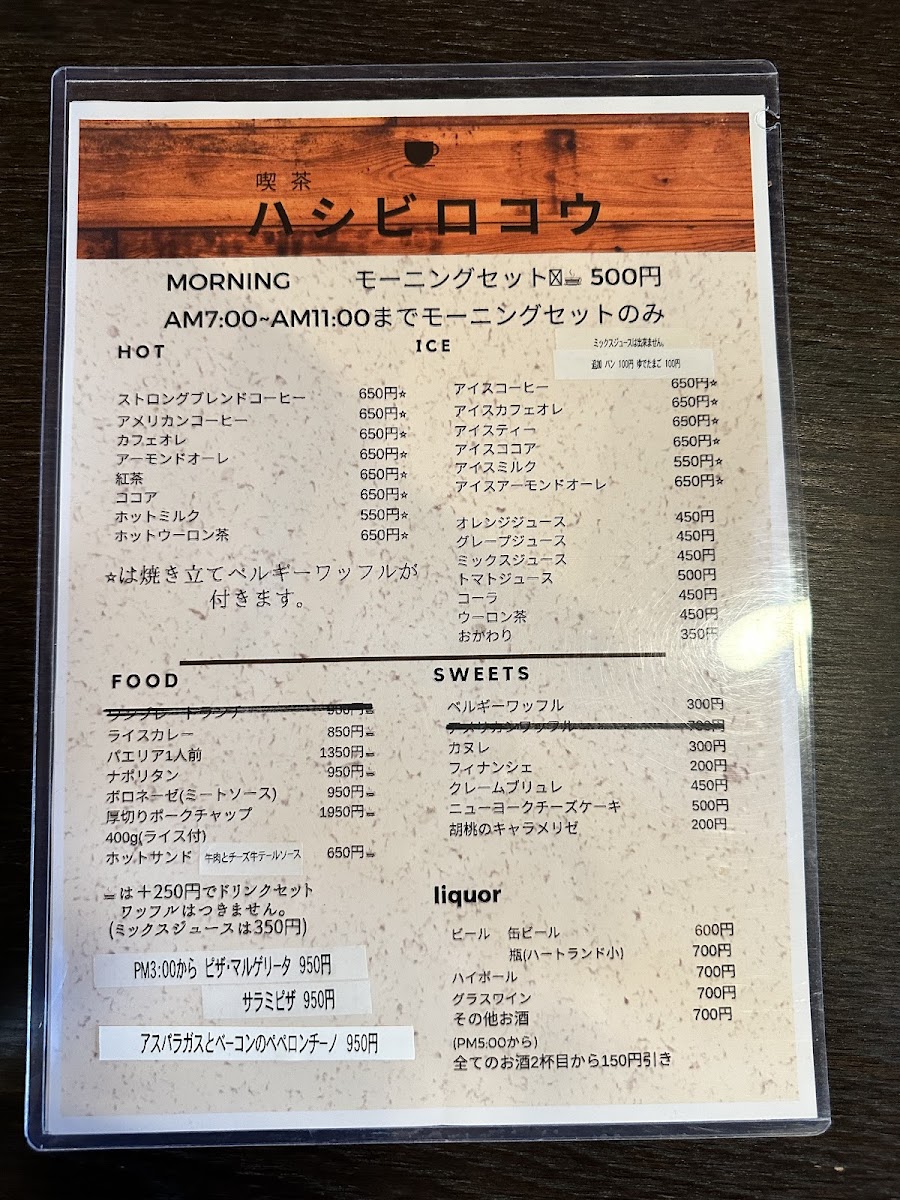 喫茶
ハシビロコウ
MORNING モーニングセット☕ 500円
AM7:00~AM11:00までモーニングセットのみ
ミックスジュースは出来ません。
追加 パン 100円 ゆでたまご 100円
HOT
ストロングブレンドコーヒー 650円☆
アメリカンコーヒー 650円☆
カフェオレ 650円☆
アーモンドオーレ 650円☆
紅茶 650円☆
ココア 650円☆
ホットミルク 550円☆
ホットウーロン茶 650円☆
☆は焼き立てベルギーワッフルが
付きます。
ICE
アイスコーヒー 650円☆
アイスカフェオレ 650円☆
アイスティー 650円☆
アイスココア 650円☆
アイスミルク 550円☆
アイスアーモンドオーレ 650円☆
オレンジジュース 450円
グレープジュース 450円
ミックスジュース 450円
トマトジュース 500円
コーラ 450円
ウーロン茶 450円
おかわり 350円
FOOD
ワンプレートランチ 950円☕
ライスカレー 850円☕
パエリア1人前 1350円☕
ナポリタン 950円☕
ボロネーゼ(ミートソース) 950円☕
厚切りポークチャップ 1950円☕
400g(ライス付)
ホットサンド 牛肉とチーズ牛テールソース 650円☕
☕は＋250円でドリンクセット
ワッフルはつきません。
(ミックスジュースは350円)
PM3:00から ピザ・マルゲリータ 950円
サラミピザ 950円
アスパラガスとベーコンのペペロンチーノ 950円
SWEETS
ベルギーワッフル 300円
アメリカンワッフル 700円
カヌレ 300円
フィナンシェ 200円
クレームブリュレ 450円
ニューヨークチーズケーキ 500円
胡桃のキャラメリゼ 200円
liquor
ビール 缶ビール 600円
瓶(ハートランド小) 700円
ハイボール 700円
グラスワイン 700円
その他お酒 700円
(PM5:00から)
全てのお酒2杯目から150円引き